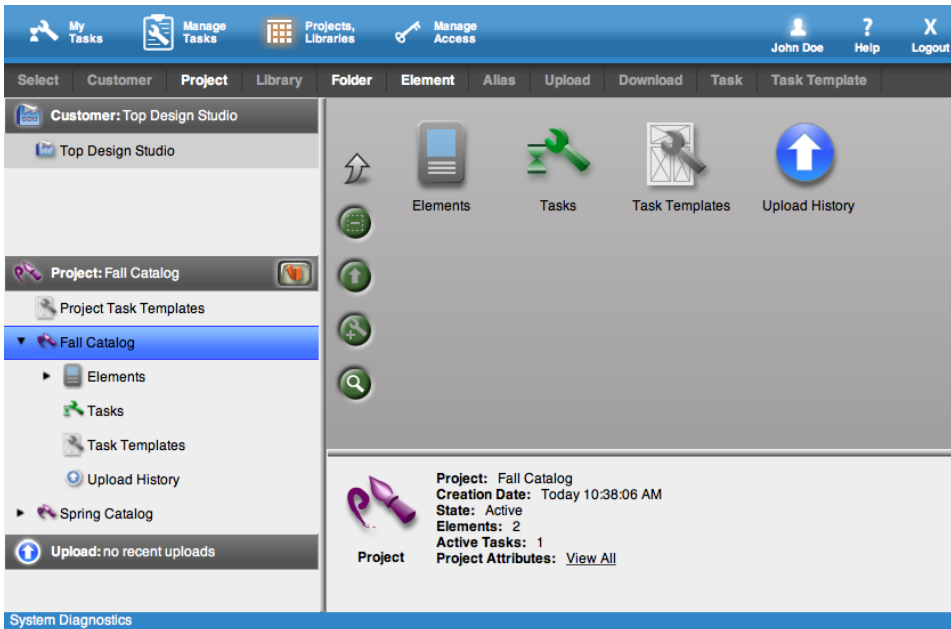 My Tasks
Manage Tasks
Projects, Libraries
Manage Access
John Doe
?
Help
X
Logout
Select Customer Project Library Folder Element Alias Upload Download Task Task Template
Customer: Top Design Studio
Top Design Studio
Elements
Tasks
Task Templates
Upload History
Project: Fall Catalog
Project Task Templates
Fall Catalog
Elements
Tasks
Task Templates
Upload History
Spring Catalog
Upload: no recent uploads
Project
Project: Fall Catalog
Creation Date: Today 10:38:06 AM
State: Active
Elements: 2
Active Tasks: 1
Project Attributes: View All
System Diagnostics